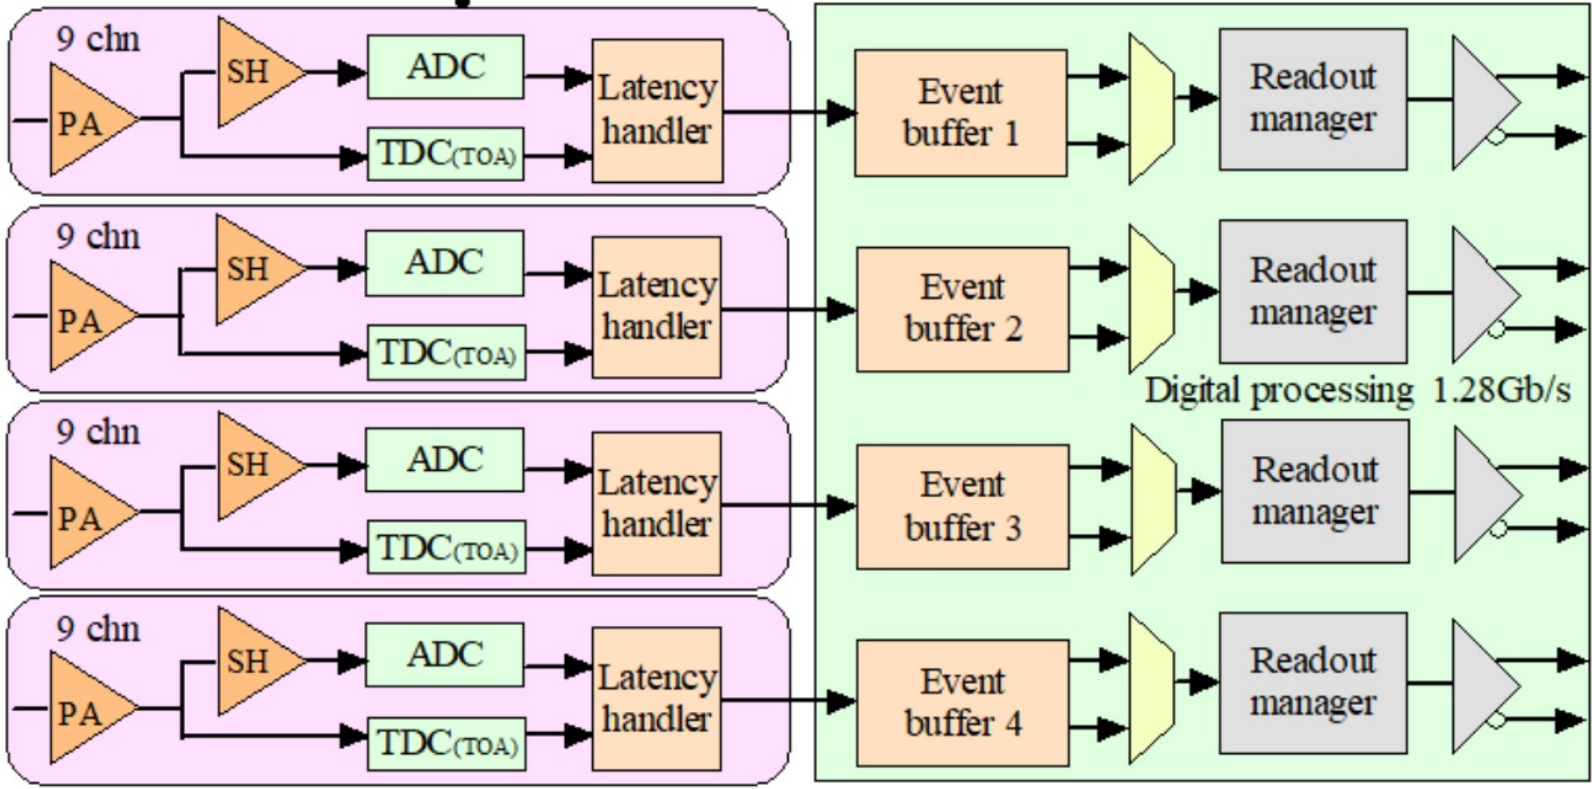 9 chn
PA
SH
ADC
TDC(TOA)
Latency
handler
Event
buffer 1
Readout
manager
9 chn
PA
SH
ADC
TDC(TOA)
Latency
handler
Event
buffer 2
Readout
manager
Digital processing 1.28Gb/s
9 chn
PA
SH
ADC
TDC(TOA)
Latency
handler
Event
buffer 3
Readout
manager
9 chn
PA
SH
ADC
TDC(TOA)
Latency
handler
Event
buffer 4
Readout
manager